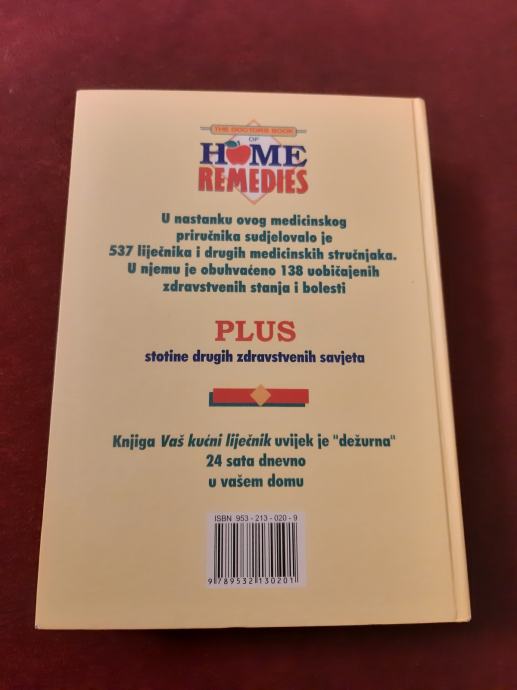 THE DOCTORS BOOK
OF
HOME
REMEDIES
U nastanku ovog medicinskog
priručnika sudjelovalo je
537 liječnika i drugih medicinskih stručnjaka.
U njemu je obuhvaćeno 138 uobičajenih
zdravstvenih stanja i bolesti
PLUS
stotine drugih zdravstvenih savjeta
Knjiga Vaš kućni liječnik uvijek je "dežurna"
24 sata dnevno
u vašem domu
ISBN 953 - 213 - 020 - 9
9 789532 130201